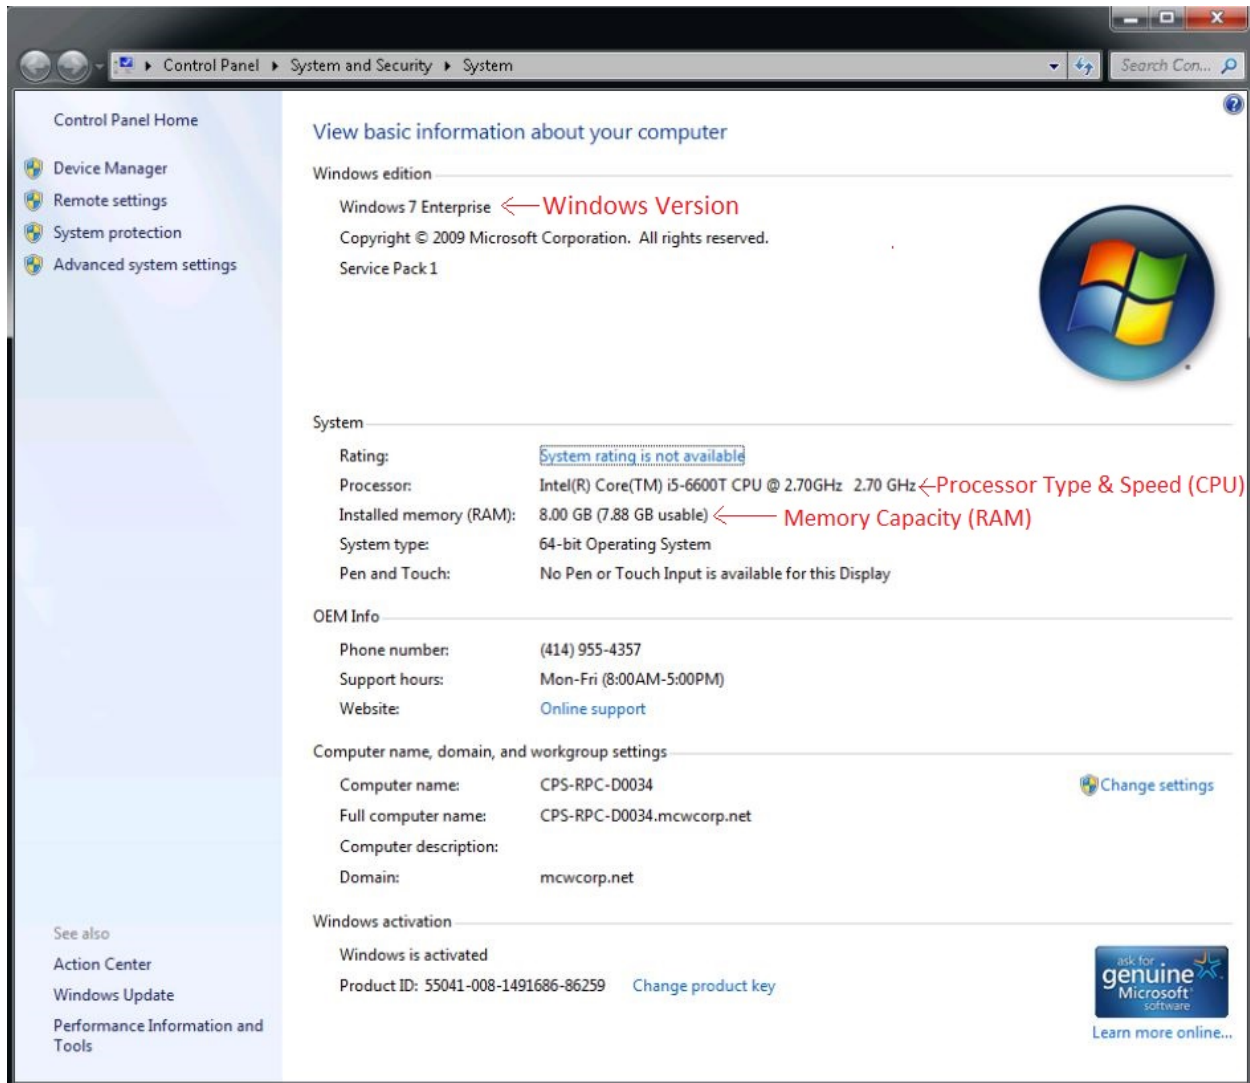 Control Panel ▸ System and Security ▸ System
Search Con...
Control Panel Home
Device Manager
Remote settings
System protection
Advanced system settings
View basic information about your computer
Windows edition
Windows 7 Enterprise Windows Version
Copyright © 2009 Microsoft Corporation. All rights reserved.
Service Pack 1
System
Rating: System rating is not available
Processor: Intel(R) Core(TM) i5-6600T CPU @ 2.70GHz 2.70 GHz Processor Type & Speed (CPU)
Installed memory (RAM): 8.00 GB (7.88 GB usable) Memory Capacity (RAM)
System type: 64-bit Operating System
Pen and Touch: No Pen or Touch Input is available for this Display
OEM Info
Phone number: (414) 955-4357
Support hours: Mon-Fri (8:00AM-5:00PM)
Website: Online support
Computer name, domain, and workgroup settings
Computer name: CPS-RPC-D0034
Change settings
Full computer name: CPS-RPC-D0034.mcwcorp.net
Computer description:
Domain: mcwcorp.net
Windows activation
Windows is activated
Product ID: 55041-008-1491686-86259 Change product key
ask for
genuine
Microsoft
software
Learn more online...
See also
Action Center
Windows Update
Performance Information and
Tools